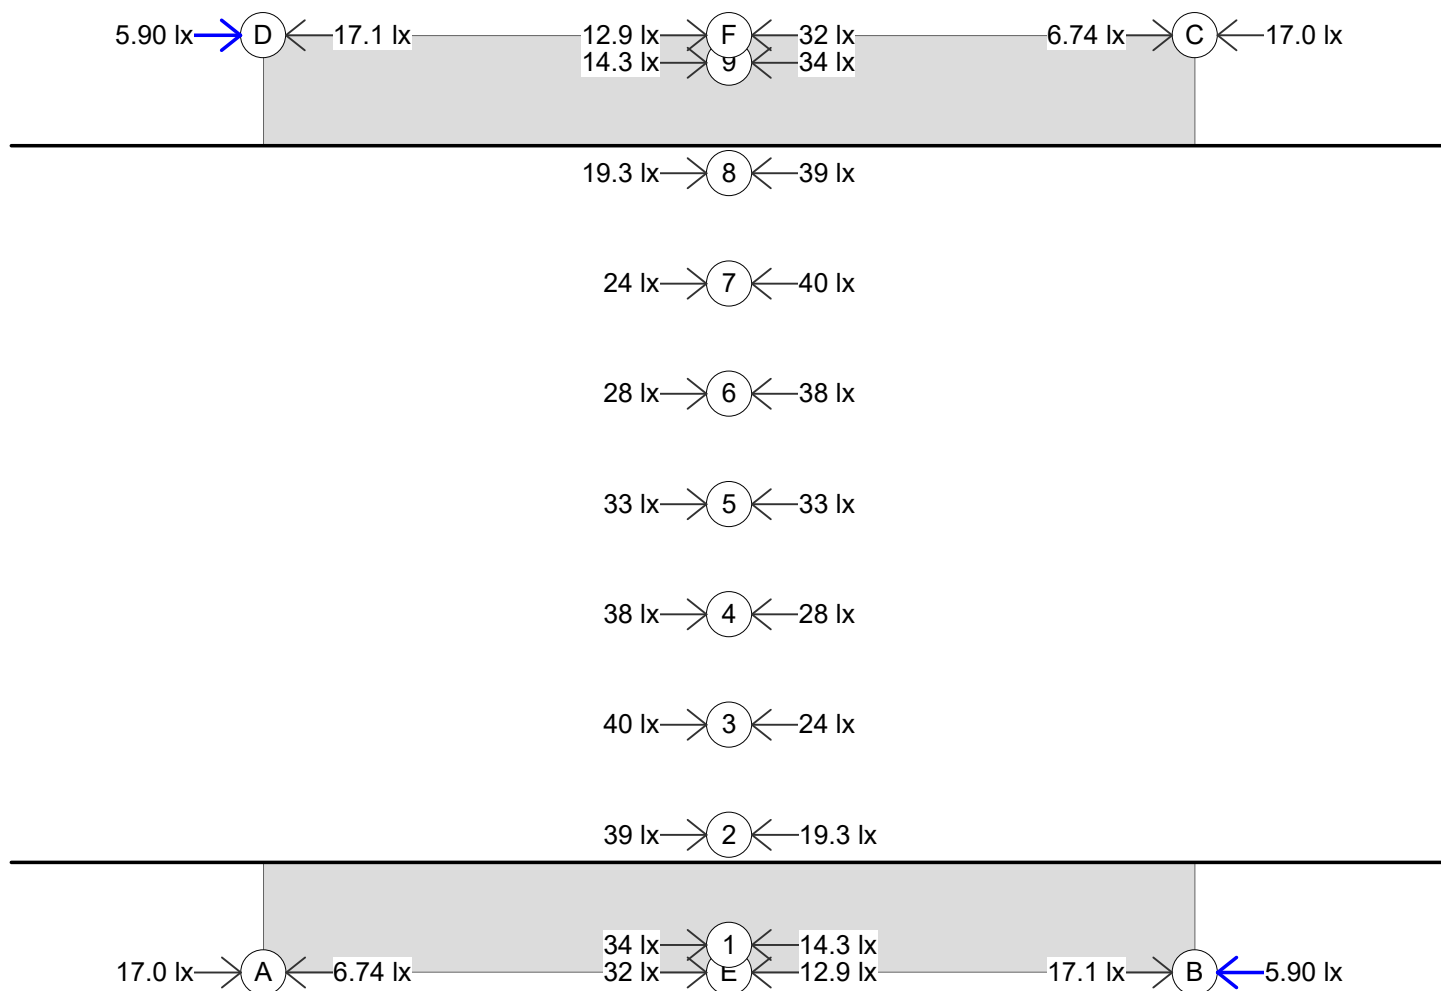 5.90 lx D 17.1 lx 12.9 lx F 32 lx 6.74 lx C 17.0 lx
14.3 lx 9 34 lx
19.3 lx 8 39 lx
24 lx 7 40 lx
28 lx 6 38 lx
33 lx 5 33 lx
38 lx 4 28 lx
40 lx 3 24 lx
39 lx 2 19.3 lx
34 lx 1 14.3 lx
17.0 lx A 6.74 lx 32 lx E 12.9 lx 17.1 lx B 5.90 lx